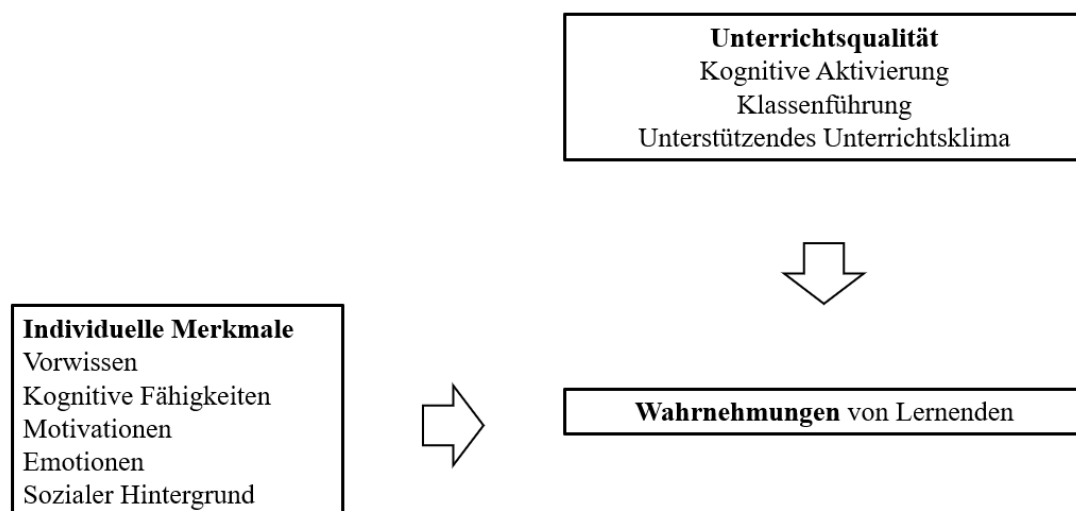 Unterrichtsqualität
Kognitive Aktivierung
Klassenführung
Unterstützendes Unterrichtsklima
Individuelle Merkmale
Vorwissen
Kognitive Fähigkeiten
Motivationen
Emotionen
Sozialer Hintergrund
Wahrnehmungen von Lernenden